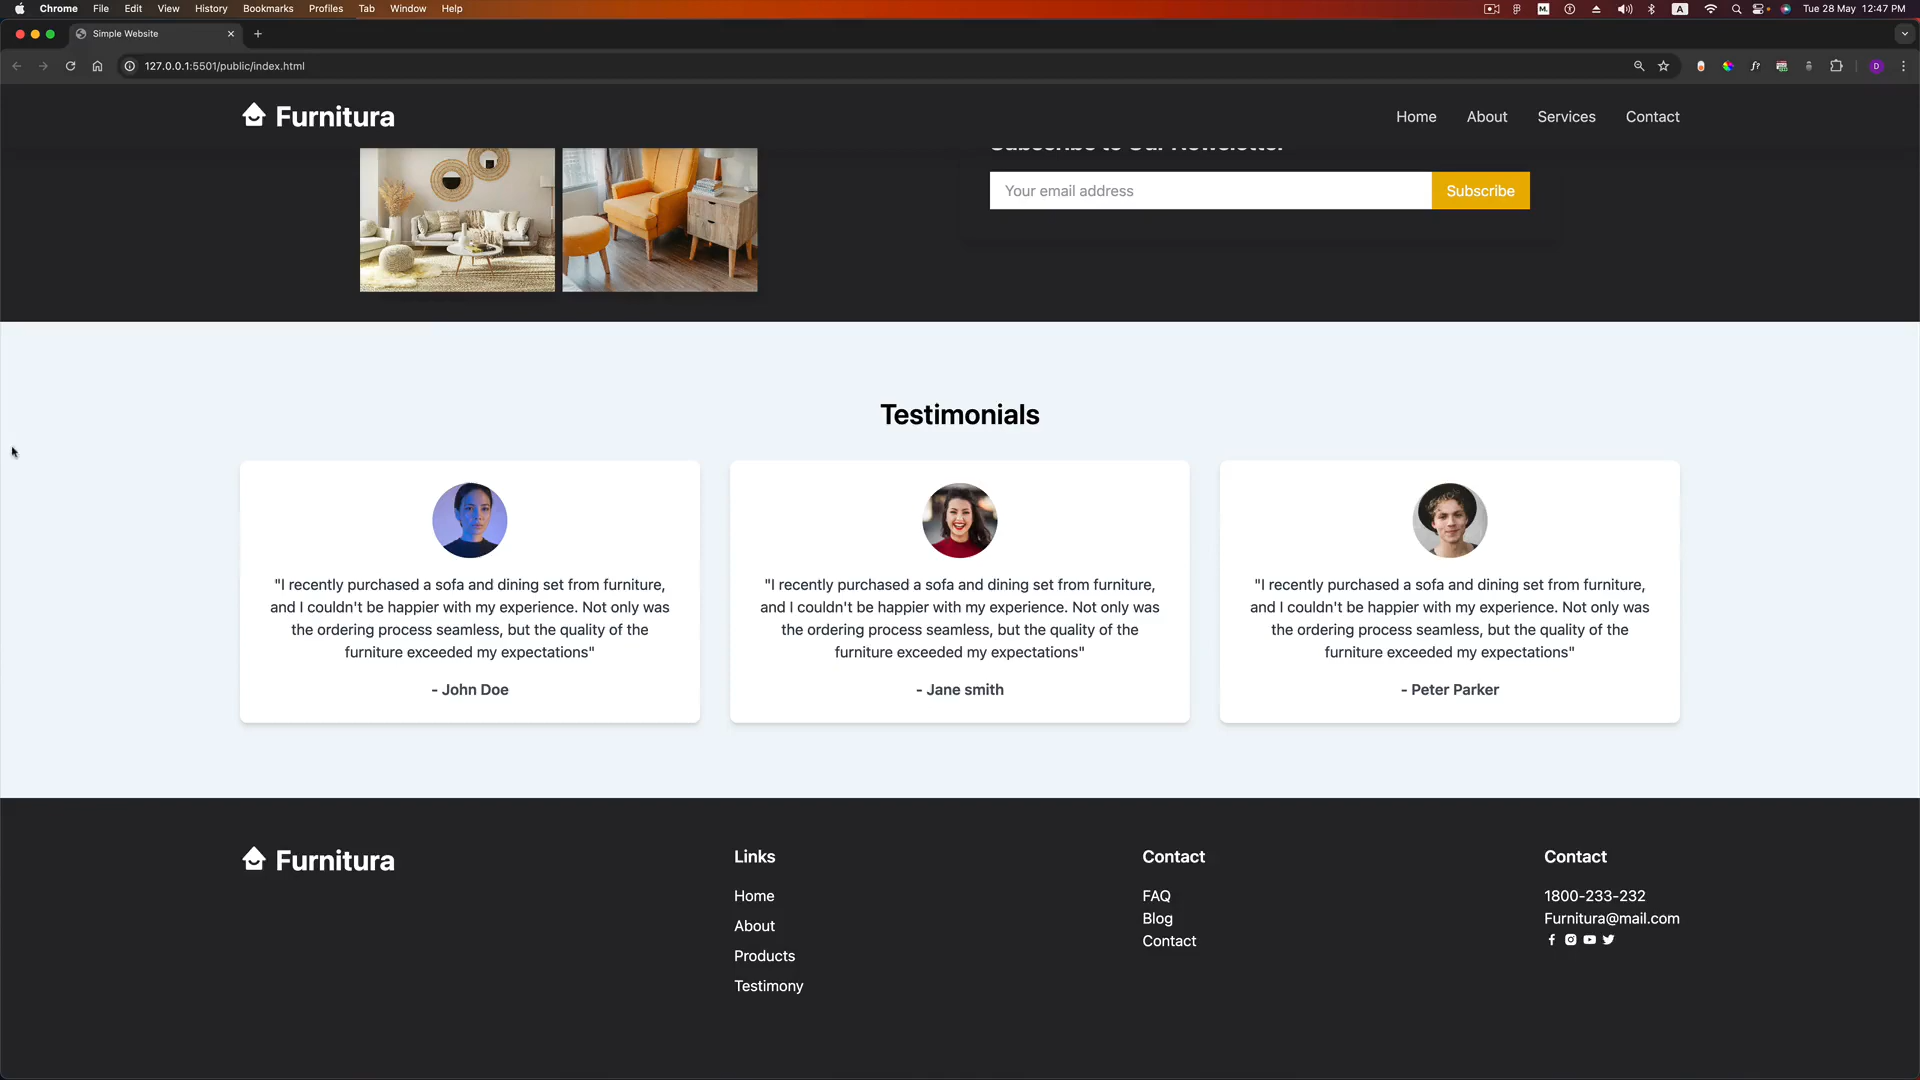 Chrome File Edit View History Bookmarks Profiles Tab Window Help
Tue 28 May 12:47 PM
Simple Website
127.0.0.1:5501/public/index.html
Furnitura
Home About Services Contact
Subscribe to Our Newsletter
Your email address Subscribe
Testimonials
"I recently purchased a sofa and dining set from furniture,
and I couldn't be happier with my experience. Not only was
the ordering process seamless, but the quality of the
furniture exceeded my expectations"
- John Doe
"I recently purchased a sofa and dining set from furniture,
and I couldn't be happier with my experience. Not only was
the ordering process seamless, but the quality of the
furniture exceeded my expectations"
- Jane smith
"I recently purchased a sofa and dining set from furniture,
and I couldn't be happier with my experience. Not only was
the ordering process seamless, but the quality of the
furniture exceeded my expectations"
- Peter Parker
Furnitura
Links
Home
About
Products
Testimony
Contact
FAQ
Blog
Contact
Contact
1800-233-232
Furnitura@mail.com